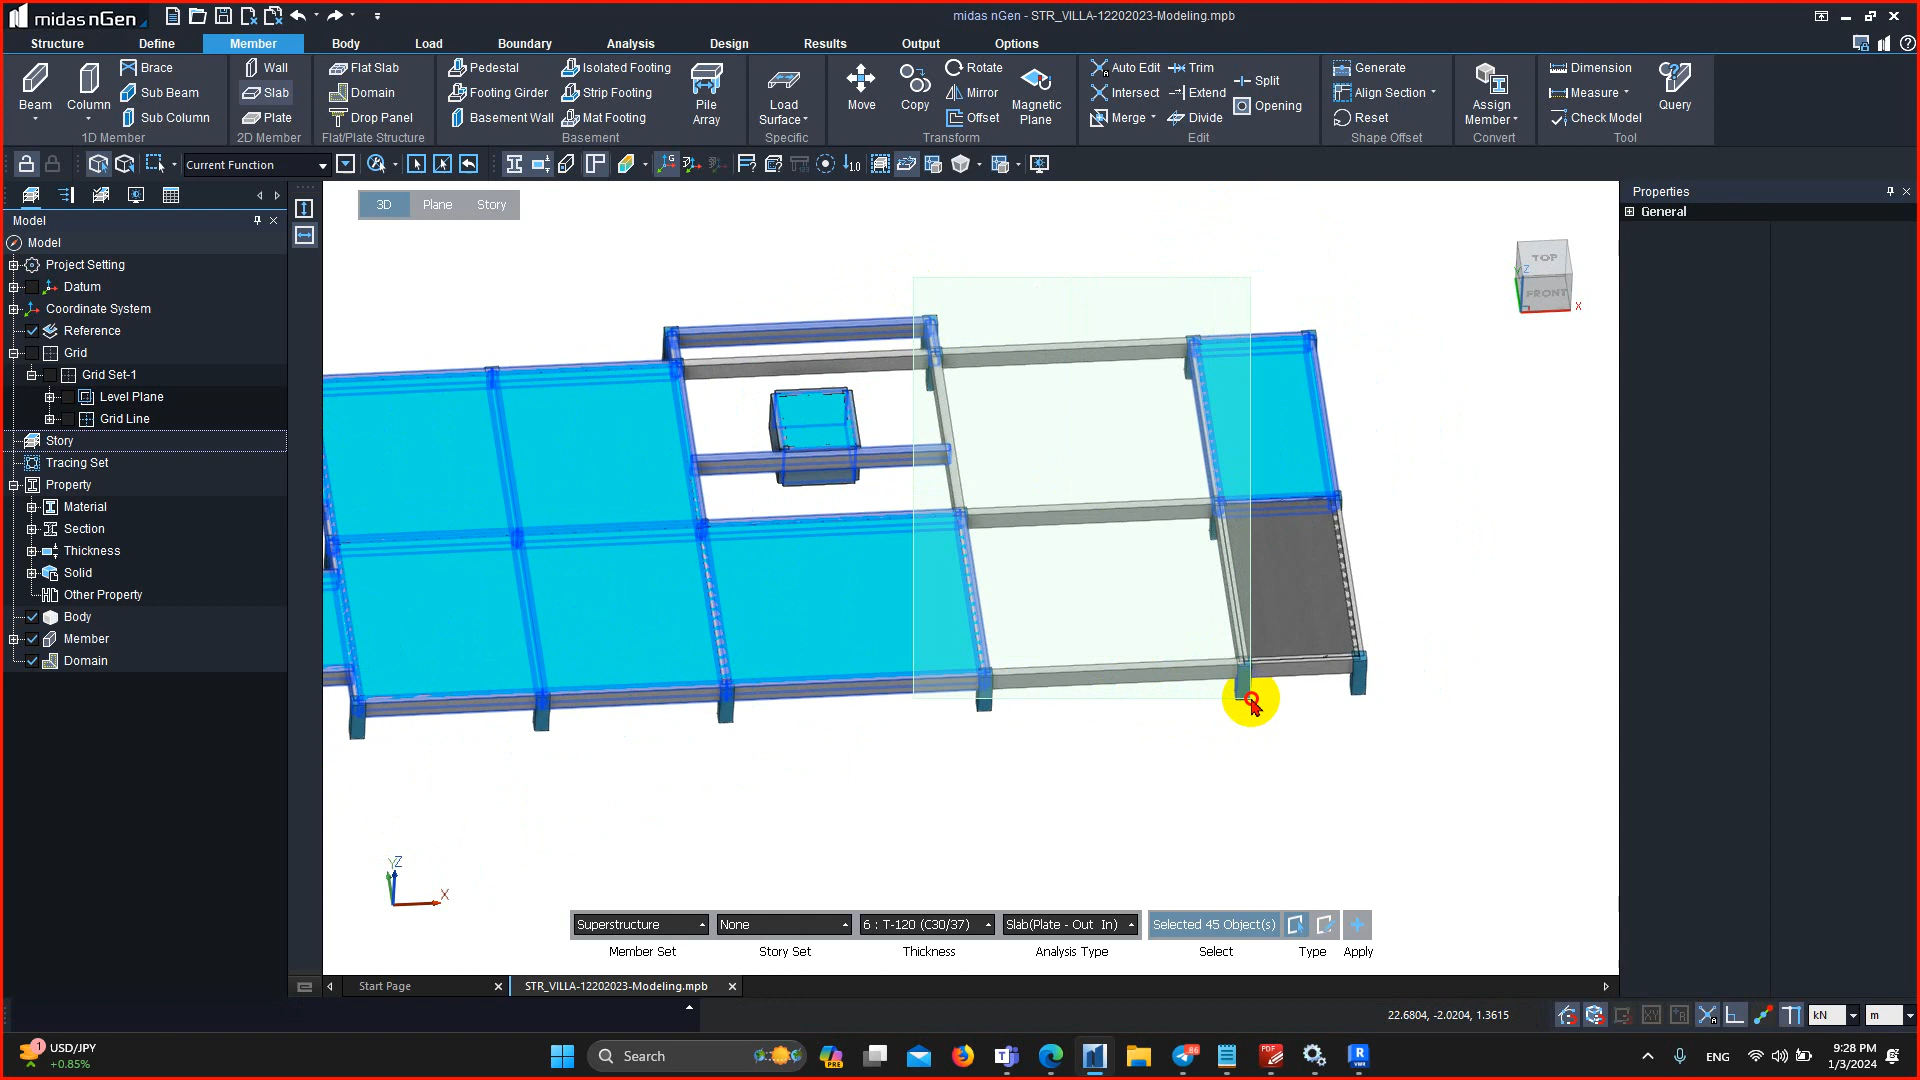 midas nGen
midas nGen - STR_VILLA-12202023-Modeling.mpb
Structure
Define
Member
Body
Load
Boundary
Analysis
Design
Results
Output
Options
Beam
Column
Brace
Sub Beam
Sub Column
1D Member
Wall
Slab
Plate
2D Member
Flat Slab
Domain
Drop Panel
Flat/Plate Structure
Pedestal
Footing Girder
Basement Wall
Isolated Footing
Strip Footing
Mat Footing
Pile Array
Basement
Load Surface
Specific
Move
Copy
Rotate
Mirror
Offset
Magnetic Plane
Transform
Auto Edit
Intersect
Merge
Trim
Extend
Divide
Split
Opening
Edit
Generate
Align Section
Reset
Shape Offset
Assign Member
Convert
Dimension
Measure
Check Model
Query
Tool
Current Function
1.0
Model
Model
Project Setting
Datum
Coordinate System
Reference
Grid
Grid Set-1
Level Plane
Grid Line
Story
Tracing Set
Property
Material
Section
Thickness
Solid
Other Property
Body
Member
Domain
3D
Plane
Story
TOP
FRONT
Z
X
Z
X
Properties
General
Superstructure
None
6 : T-120 (C30/37)
Slab(Plate - Out In)
Selected 45 Object(s)
Member Set
Story Set
Thickness
Analysis Type
Select
Type
Apply
Start Page
STR_VILLA-12202023-Modeling.mpb
22.6804, -2.0204, 1.3615
kN
m
1
USD/JPY
+0.85%
Search
PRE
86
PDF
R
ENG
9:28 PM
1/3/2024